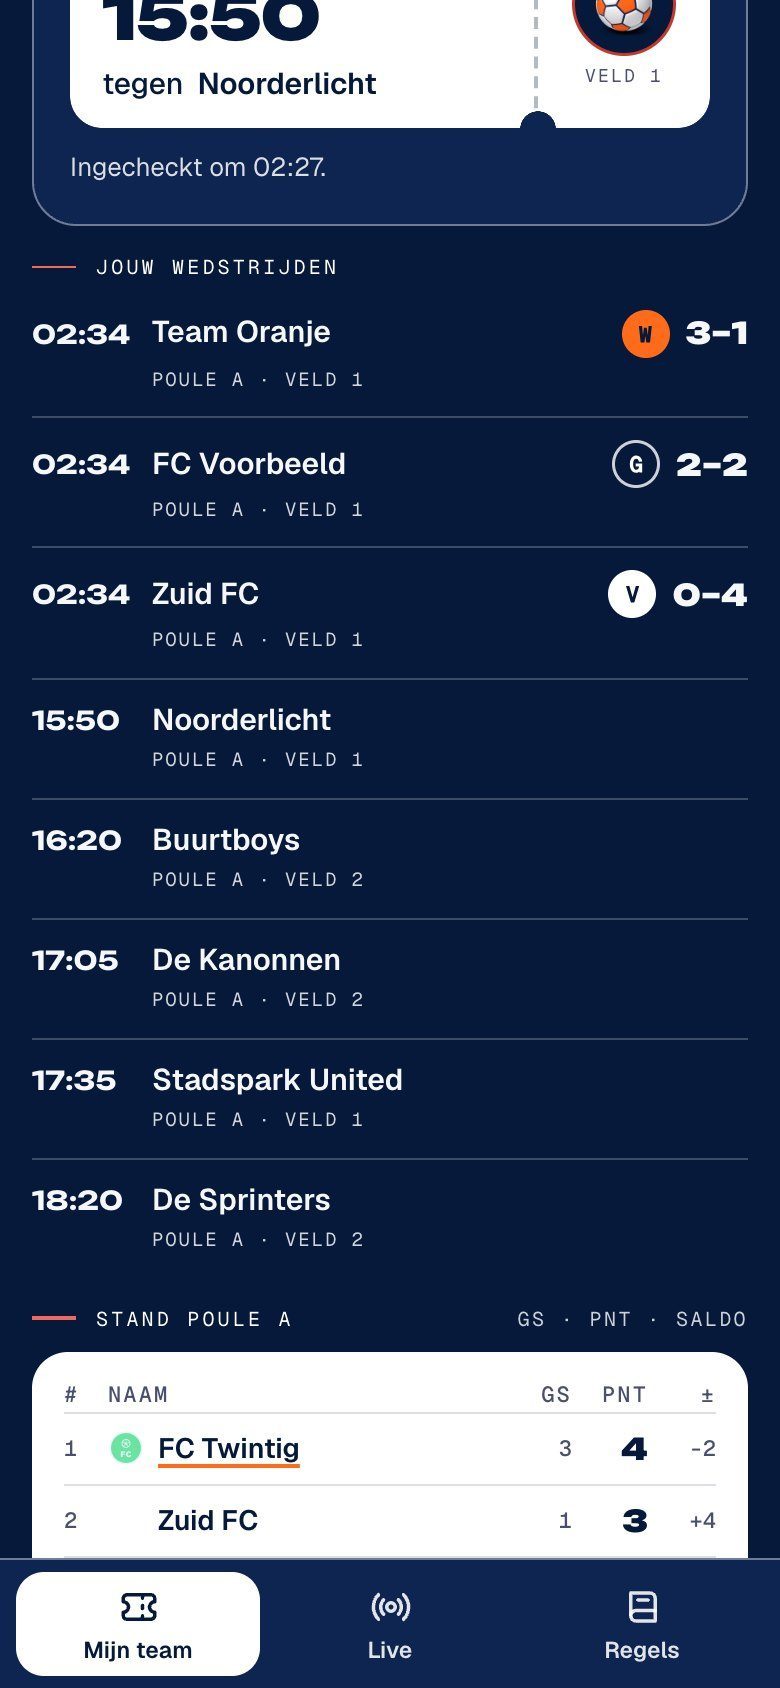 15:50
tegen Noorderlicht
VELD 1
Ingecheckt om 02:27.
JOUW WEDSTRIJDEN
02:34 Team Oranje W 3–1
POULE A · VELD 1
02:34 FC Voorbeeld G 2–2
POULE A · VELD 1
02:34 Zuid FC V 0–4
POULE A · VELD 1
15:50 Noorderlicht
POULE A · VELD 1
16:20 Buurtboys
POULE A · VELD 2
17:05 De Kanonnen
POULE A · VELD 2
17:35 Stadspark United
POULE A · VELD 1
18:20 De Sprinters
POULE A · VELD 2
STAND POULE A GS · PNT · SALDO
# NAAM GS PNT ±
1 FC FC Twintig 3 4 -2
2 Zuid FC 1 3 +4
Mijn team Live Regels